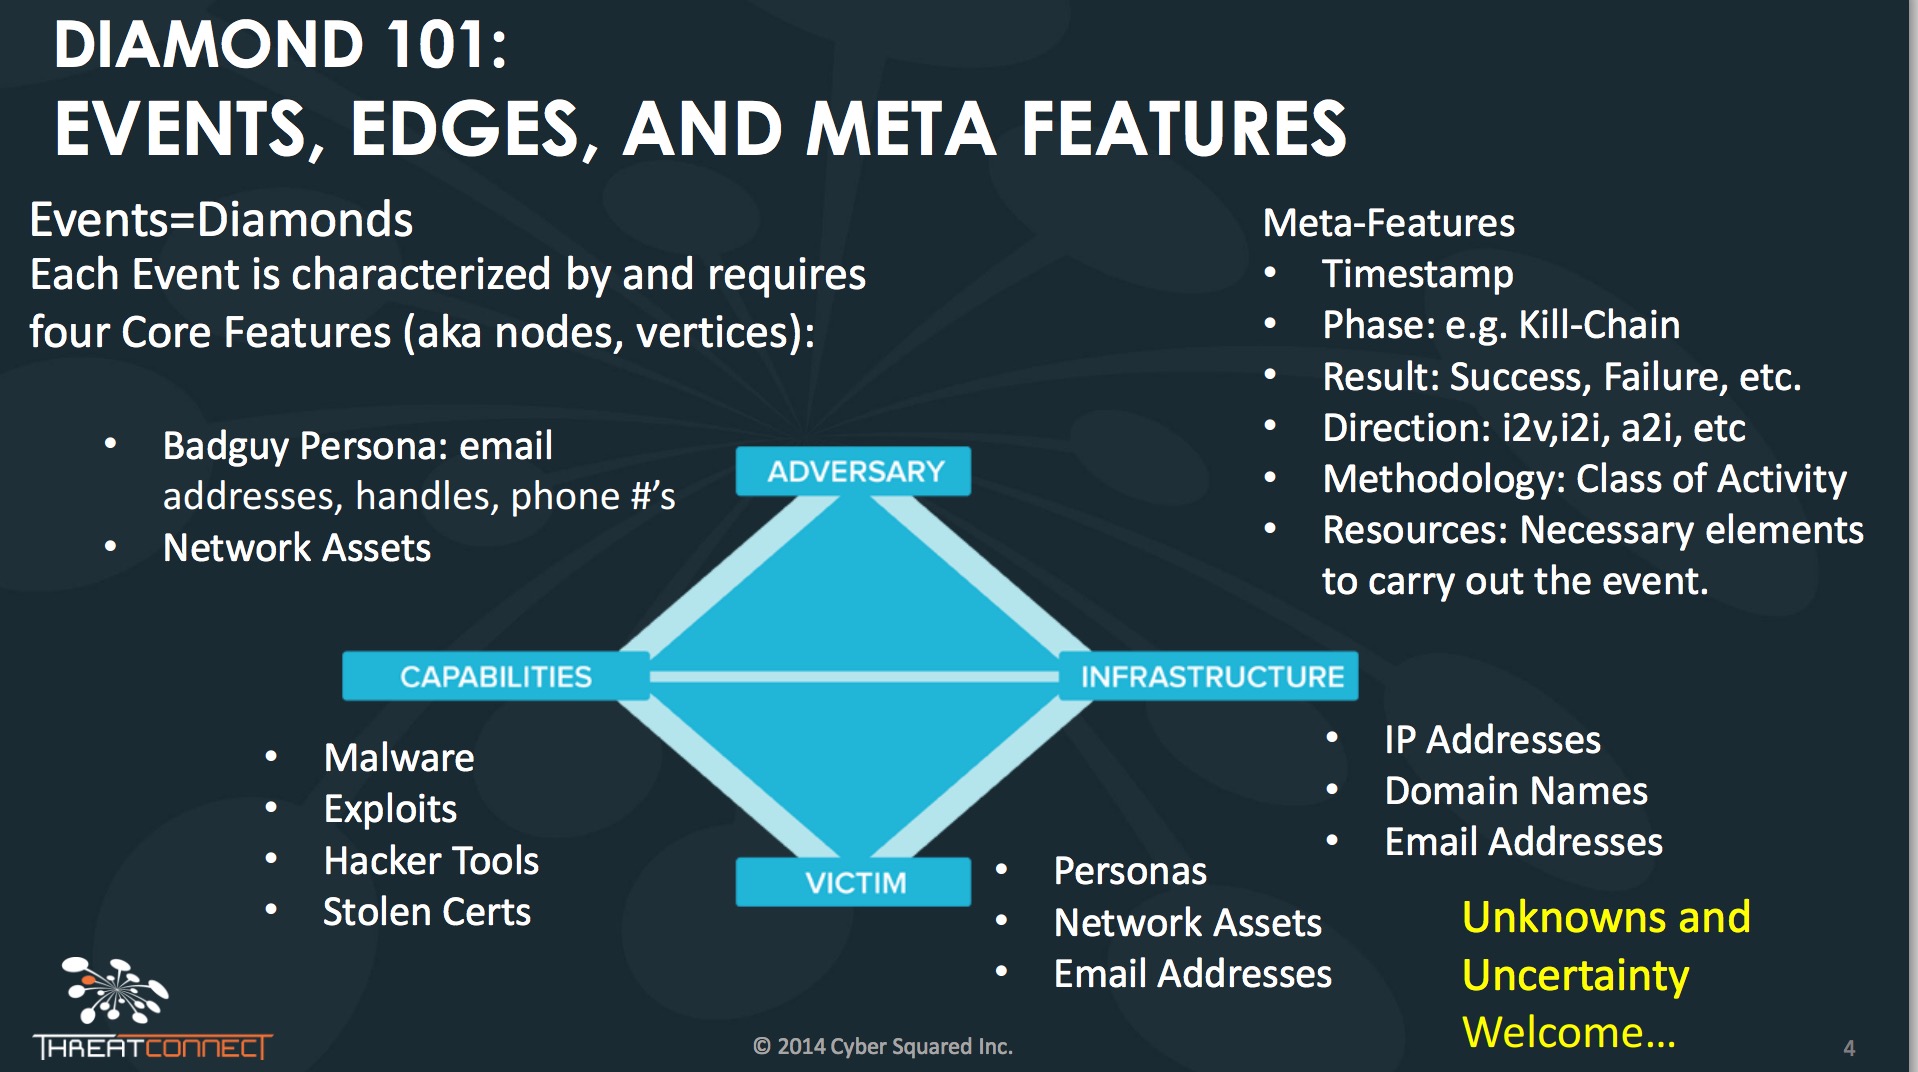 DIAMOND 101:
EVENTS, EDGES, AND META FEATURES
Events=Diamonds
Each Event is characterized by and requires
four Core Features (aka nodes, vertices):
• Badguy Persona: email
addresses, handles, phone #’s
• Network Assets
Meta-Features
• Timestamp
• Phase: e.g. Kill-Chain
• Result: Success, Failure, etc.
• Direction: i2v,i2i, a2i, etc
• Methodology: Class of Activity
• Resources: Necessary elements
to carry out the event.
ADVERSARY
CAPABILITIES
INFRASTRUCTURE
VICTIM
• Malware
• Exploits
• Hacker Tools
• Stolen Certs
• IP Addresses
• Domain Names
• Email Addresses
• Personas
• Network Assets
• Email Addresses
Unknowns and
Uncertainty
Welcome...
THREATCONNECT
© 2014 Cyber Squared Inc.
4